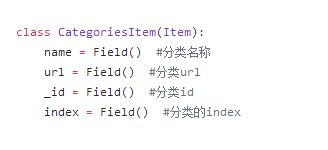 class CategoriesItem(Item):
    name = Field()  #分类名称
    url = Field()  #分类url
    _id = Field()  #分类id
    index = Field()  #分类的index